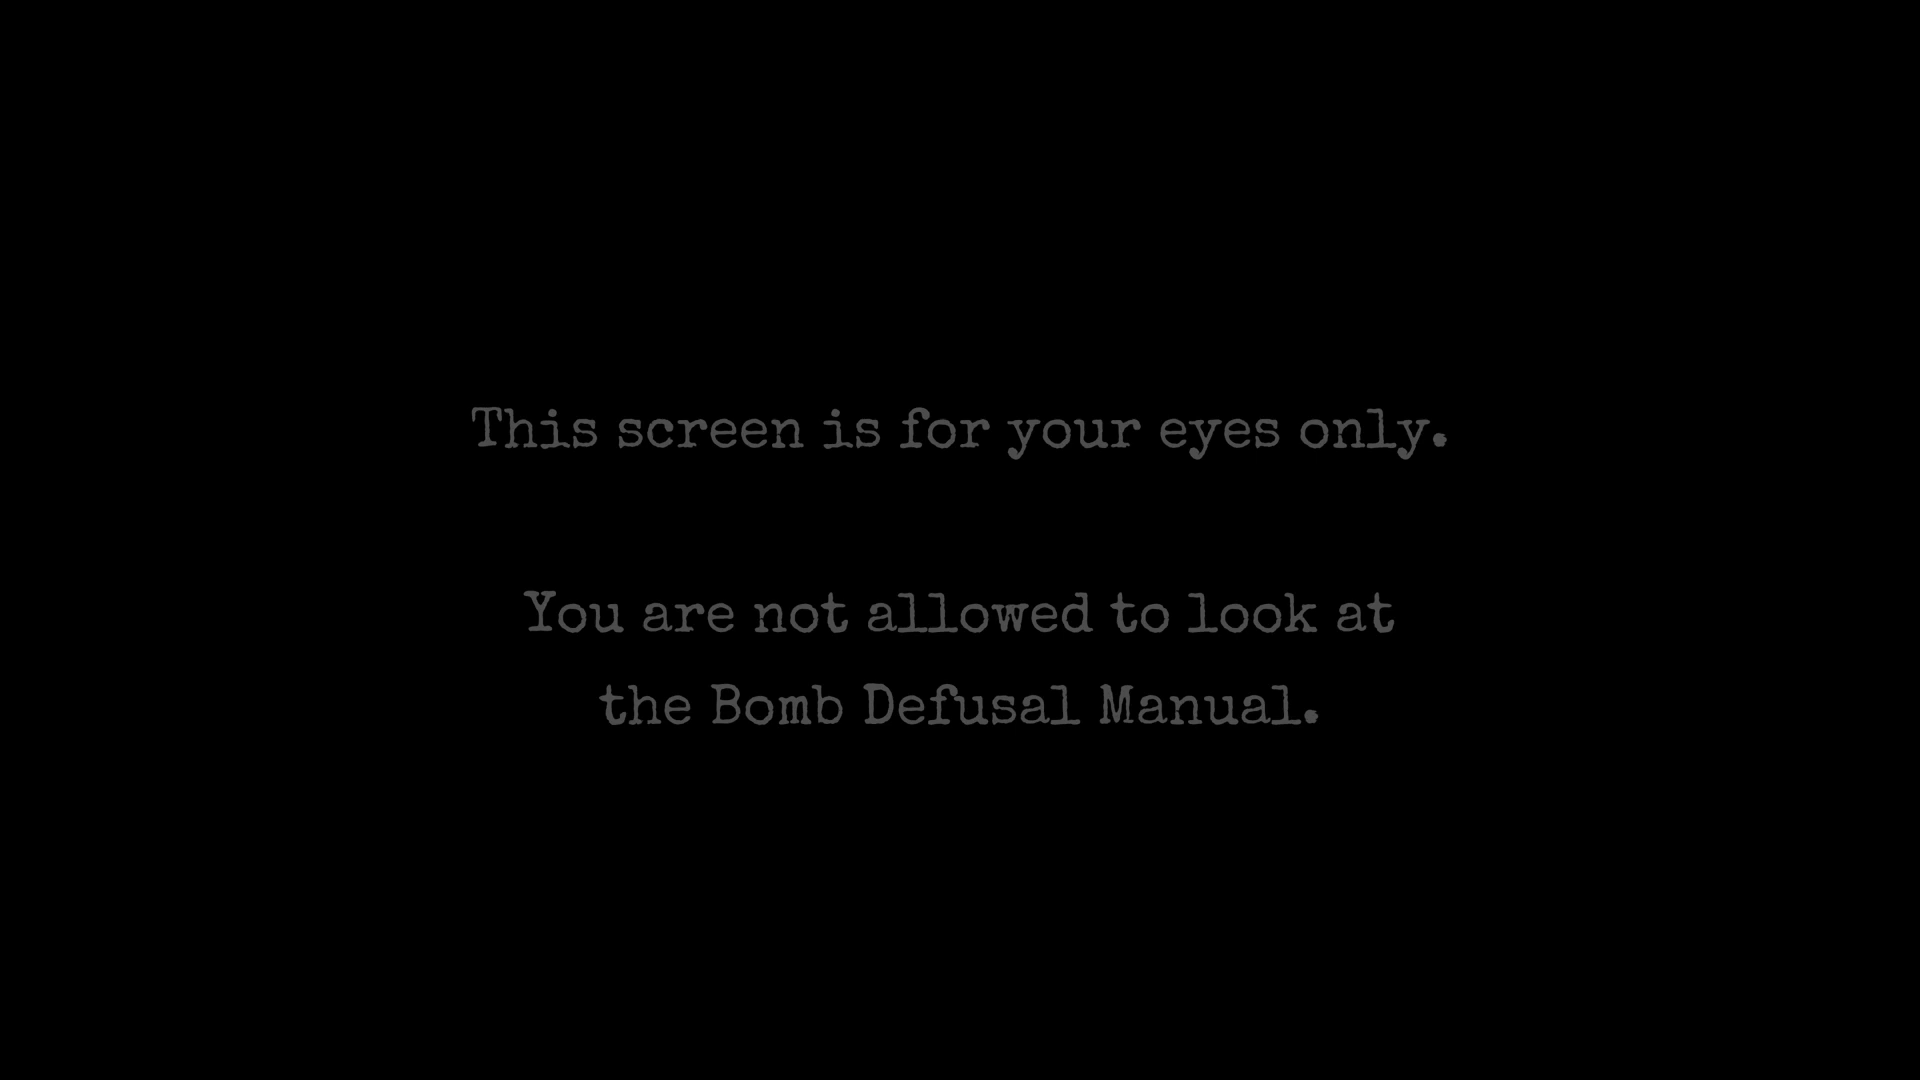 This screen is for your eyes only.
You are not allowed to look at
the Bomb Defusal Manual.